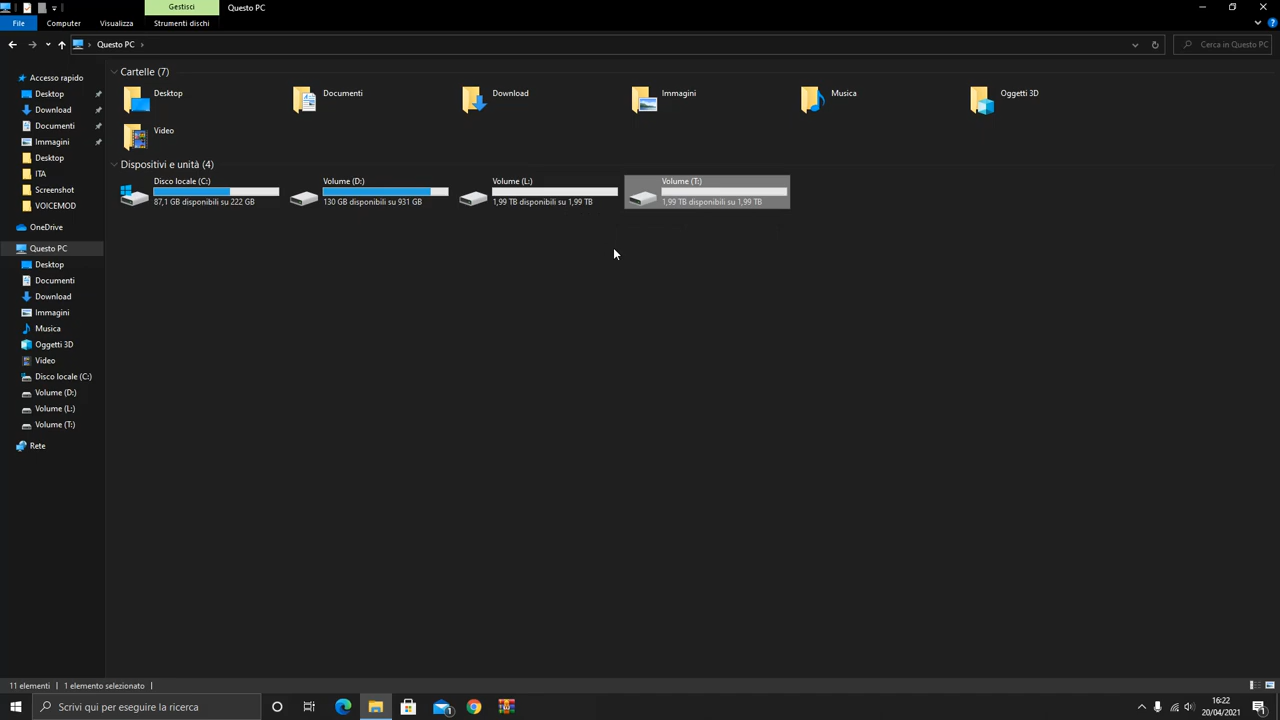 Gestisci
Questo PC
File
Computer
Visualizza
Strumenti dischi
Questo PC
Cerca in Questo PC
Accesso rapido
Desktop
Download
Documenti
Immagini
Desktop
ITA
Screenshot
VOICEMOD
OneDrive
Questo PC
Desktop
Documenti
Download
Immagini
Musica
Oggetti 3D
Video
Disco locale (C:)
Volume (D:)
Volume (L:)
Volume (T:)
Rete
Cartelle (7)
Desktop
Documenti
Download
Immagini
Musica
Oggetti 3D
Video
Dispositivi e unità (4)
Disco locale (C:)
87,1 GB disponibili su 222 GB
Volume (D:)
130 GB disponibili su 931 GB
Volume (L:)
1,99 TB disponibili su 1,99 TB
Volume (T:)
1,99 TB disponibili su 1,99 TB
11 elementi
1 elemento selezionato
Scrivi qui per eseguire la ricerca
1
16:22
20/04/2021
1